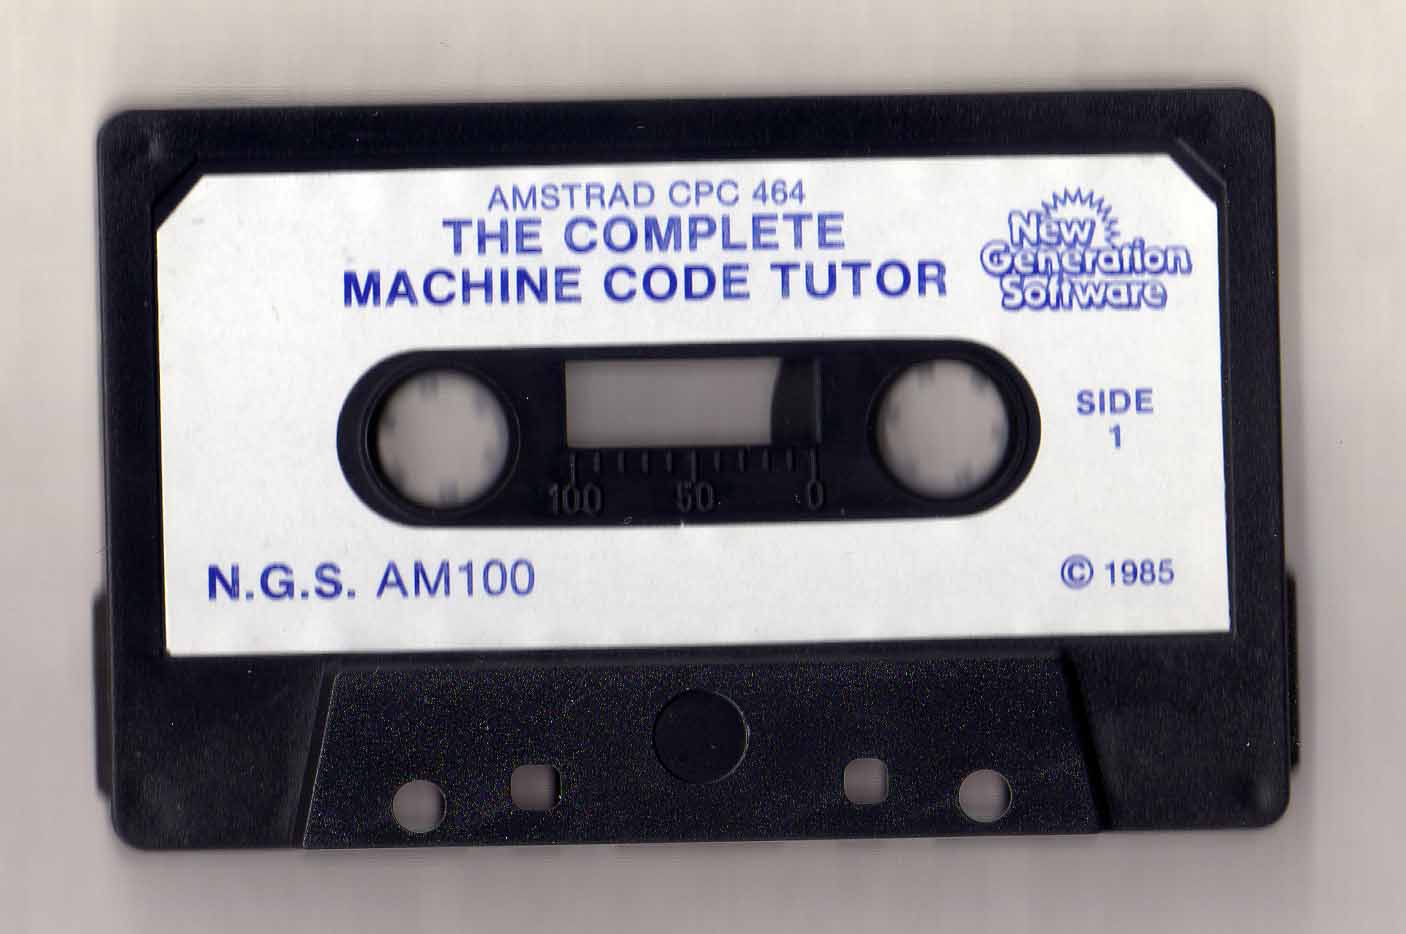 AMSTRAD CPC 464
THE COMPLETE
MACHINE CODE TUTOR
New
Generation
Software
SIDE
1
100 50 0
N.G.S. AM100
© 1985